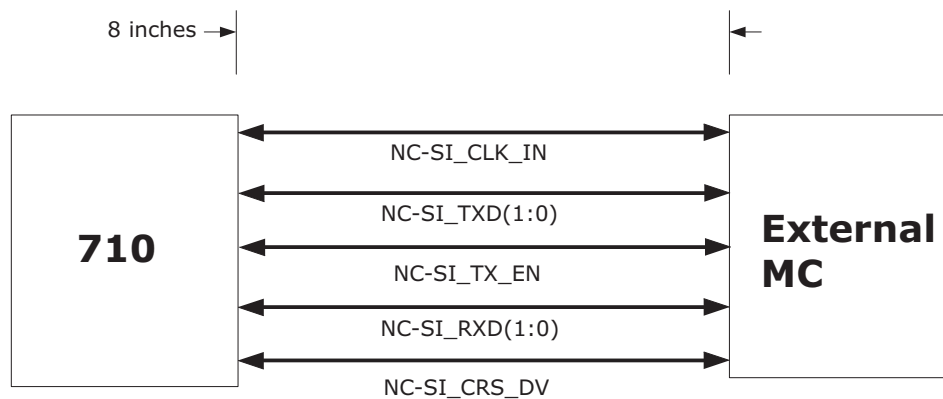 8 inches
NC-SI_CLK_IN
NC-SI_TXD(1:0)
710
External
MC
NC-SI_TX_EN
NC-SI_RXD(1:0)
NC-SI_CRS_DV